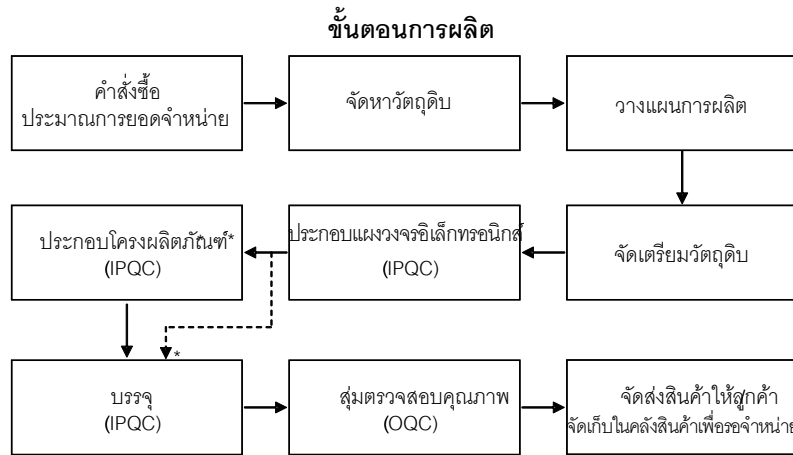 ขั้นตอนการผลิต
คำสั่งซื้อ
ประมาณการยอดจำหน่าย
จัดหาวัตถุดิบ
วางแผนการผลิต
จัดเตรียมวัตถุดิบ
ประกอบแผงวงจรอิเล็กทรอนิกส์
(IPQC)
ประกอบโครงผลิตภัณฑ์*
(IPQC)
*
บรรจุ
(IPQC)
สุ่มตรวจสอบคุณภาพ
(OQC)
จัดส่งสินค้าให้ลูกค้า
จัดเก็บในคลังสินค้าเพื่อรอจำหน่าย